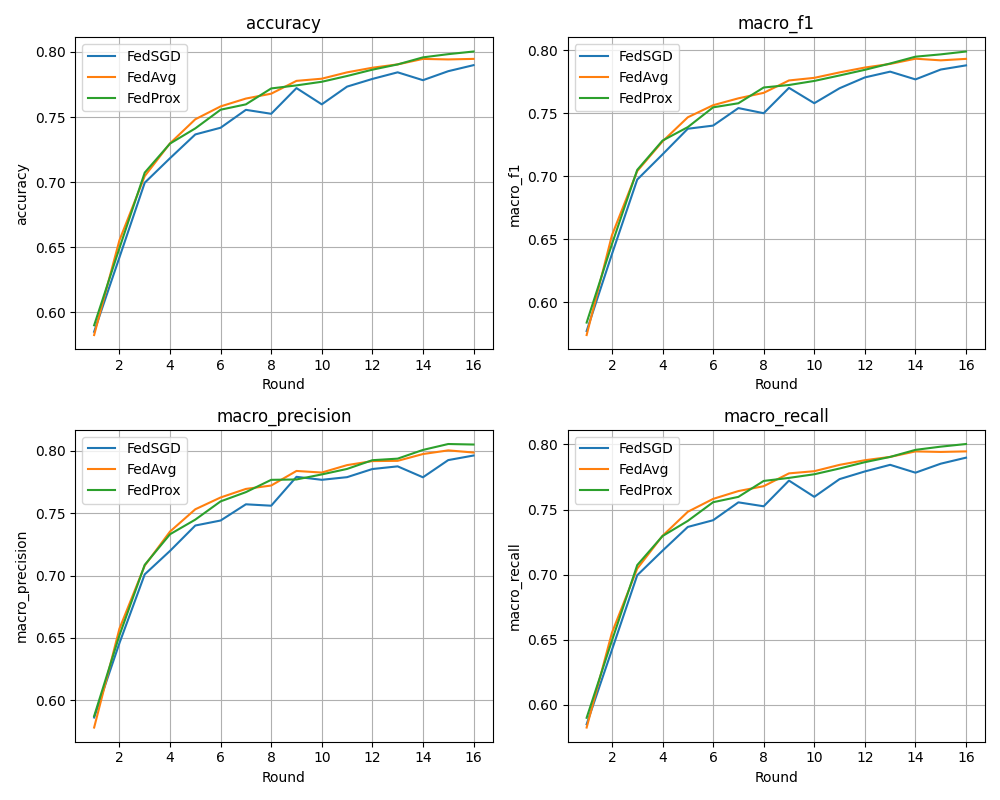 accuracy
FedSGD
FedAvg
FedProx
0.80
0.75
0.70
0.65
0.60
accuracy
2 4 6 8 10 12 14 16
Round
macro_f1
FedSGD
FedAvg
FedProx
0.80
0.75
0.70
0.65
0.60
macro_f1
2 4 6 8 10 12 14 16
Round
macro_precision
FedSGD
FedAvg
FedProx
0.80
0.75
0.70
0.65
0.60
macro_precision
2 4 6 8 10 12 14 16
Round
macro_recall
FedSGD
FedAvg
FedProx
0.80
0.75
0.70
0.65
0.60
macro_recall
2 4 6 8 10 12 14 16
Round